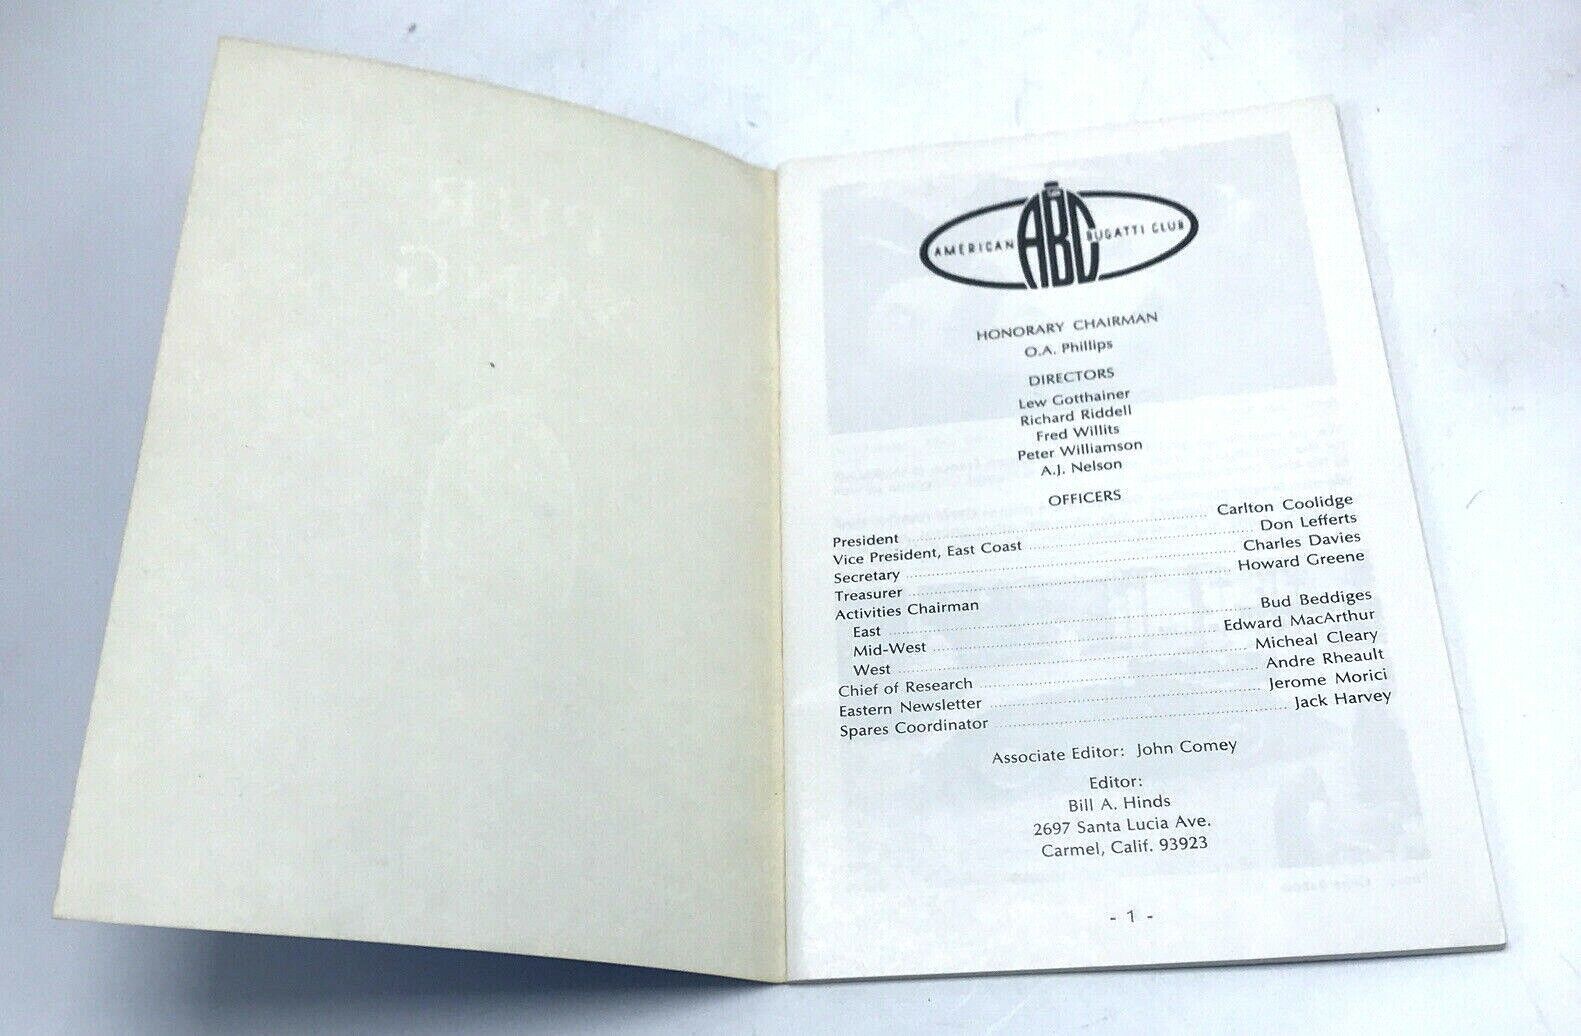 AMERICAN ABC BUGATTI CLUB
HONORARY CHAIRMAN
O.A. Phillips
DIRECTORS
Lew Gotthainer
Richard Riddell
Fred Willits
Peter Williamson
A.J. Nelson
OFFICERS
President Carlton Coolidge
Vice President, East Coast Don Lefferts
Secretary Charles Davies
Treasurer Howard Greene
Activities Chairman
East Bud Beddiges
Mid-West Edward MacArthur
West Micheal Cleary
Chief of Research Andre Rheault
Eastern Newsletter Jerome Morici
Spares Coordinator Jack Harvey
Associate Editor: John Comey
Editor:
Bill A. Hinds
2697 Santa Lucia Ave.
Carmel, Calif. 93923
- 1 -